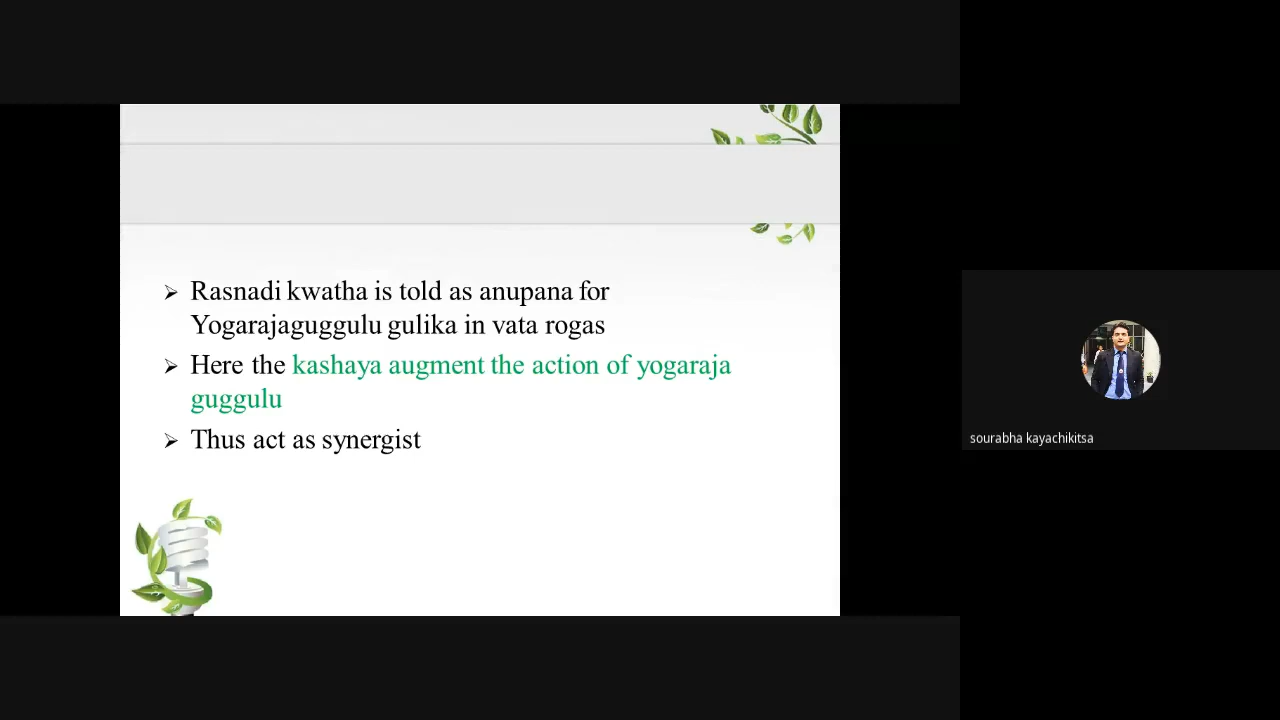 Rasnadi kwatha is told as anupana for
Yogarajaguggulu gulika in vata rogas
Here the kashaya augment the action of yogaraja
guggulu
Thus act as synergist
sourabha kayachikitsa